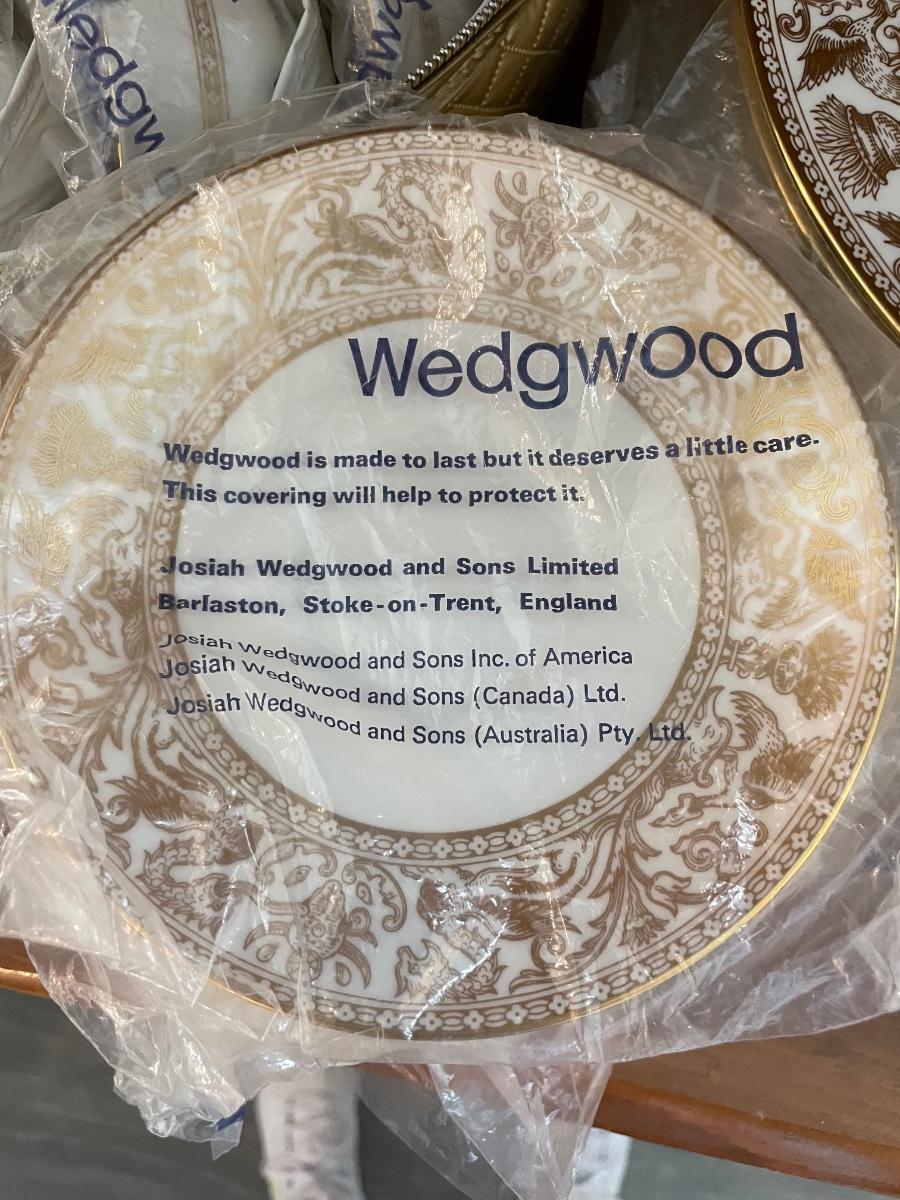 Wedgw
dwo
Wedgwood
Wedgwood is made to last but it deserves a little care.
This covering will help to protect it.
Josiah Wedgwood and Sons Limited
Barlaston, Stoke-on-Trent, England
Josiah Wedgwood and Sons Inc. of America
Josiah Wedgwood and Sons (Canada) Ltd.
Josiah Wedgwood and Sons (Australia) Pty. Ltd.